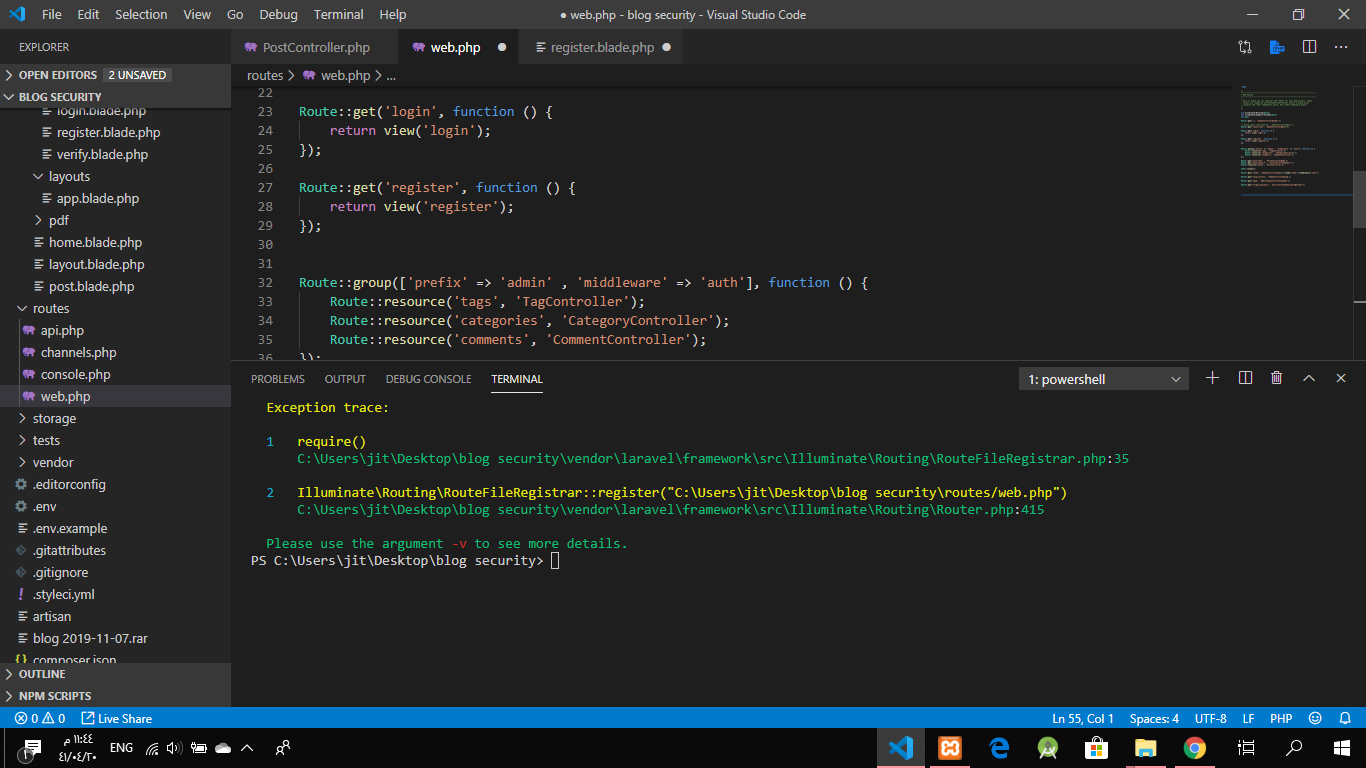 File Edit Selection View Go Debug Terminal Help
● web.php - blog security - Visual Studio Code
EXPLORER
OPEN EDITORS 2 UNSAVED
BLOG SECURITY
login.blade.php
register.blade.php
verify.blade.php
layouts
app.blade.php
pdf
home.blade.php
layout.blade.php
post.blade.php
routes
api.php
channels.php
console.php
web.php
storage
tests
vendor
.editorconfig
.env
.env.example
.gitattributes
.gitignore
.styleci.yml
artisan
blog 2019-11-07.rar
composer.json
OUTLINE
NPM SCRIPTS
PostController.php web.php ● register.blade.php ●
routes > web.php > ...
22
23 Route::get('login', function () {
24 return view('login');
25 });
26
27 Route::get('register', function () {
28 return view('register');
29 });
30
31
32 Route::group(['prefix' => 'admin' , 'middleware' => 'auth'], function () {
33 Route::resource('tags', 'TagController');
34 Route::resource('categories', 'CategoryController');
35 Route::resource('comments', 'CommentController');
36 });
PROBLEMS OUTPUT DEBUG CONSOLE TERMINAL
1: powershell
Exception trace:
1 require()
C:\Users\jit\Desktop\blog security\vendor\laravel\framework\src\Illuminate\Routing\RouteFileRegistrar.php:35
2 Illuminate\Routing\RouteFileRegistrar::register("C:\Users\jit\Desktop\blog security\routes/web.php")
C:\Users\jit\Desktop\blog security\vendor\laravel\framework\src\Illuminate\Routing\Router.php:415
Please use the argument -v to see more details.
PS C:\Users\jit\Desktop\blog security>
0 0 Live Share
Ln 55, Col 1 Spaces: 4 UTF-8 LF PHP
١١:٤٤ م
٤١/٠٤/٢٠
ENG